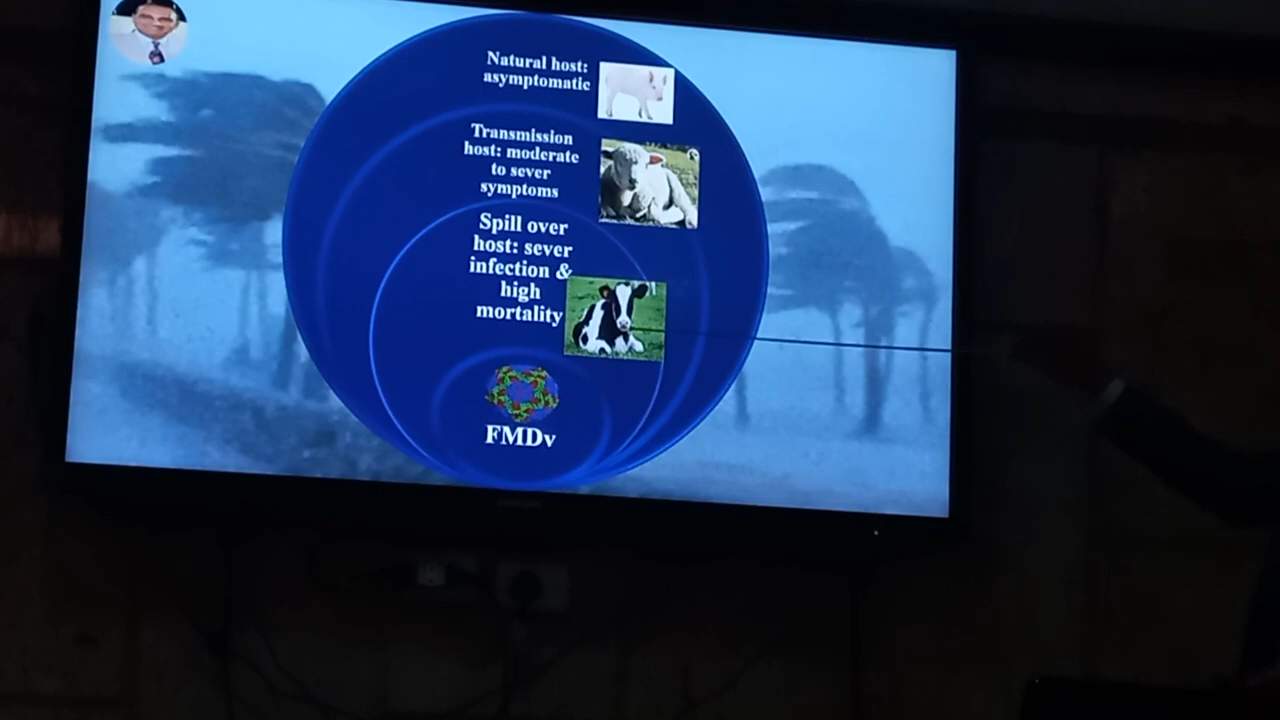 Natural host:
asymptomatic
Transmission
host: moderate
to sever
symptoms
Spill over
host: sever
infection &
high
mortality
FMDv